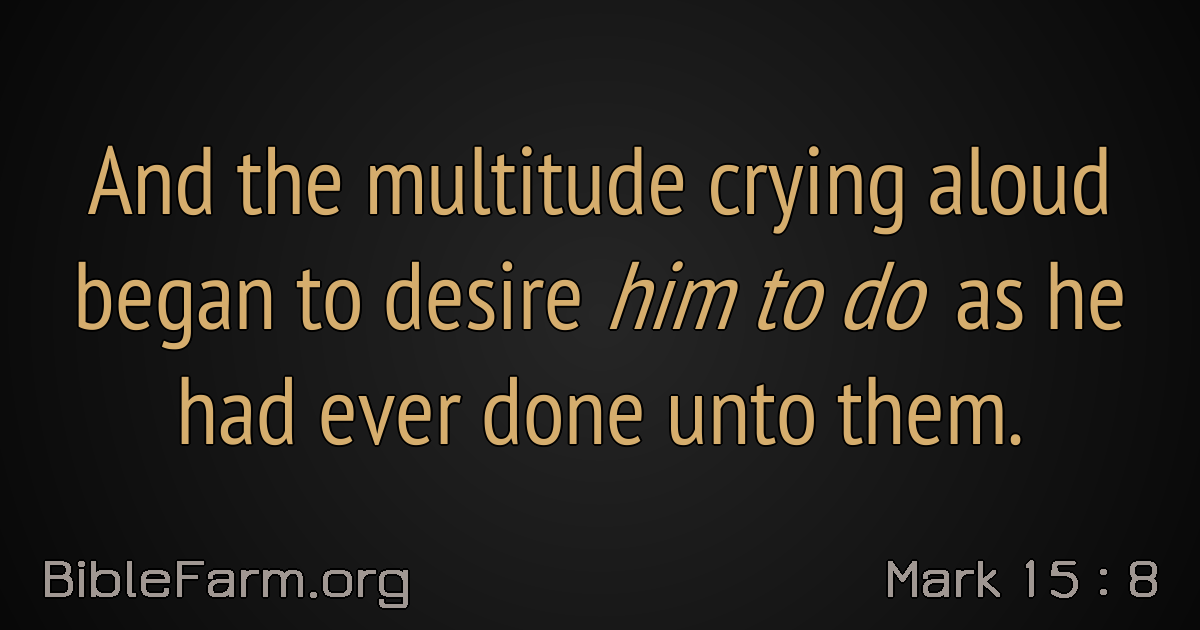 And the multitude crying aloud
began to desire him to do as he
had ever done unto them.
BibleFarm.org
Mark 15 : 8